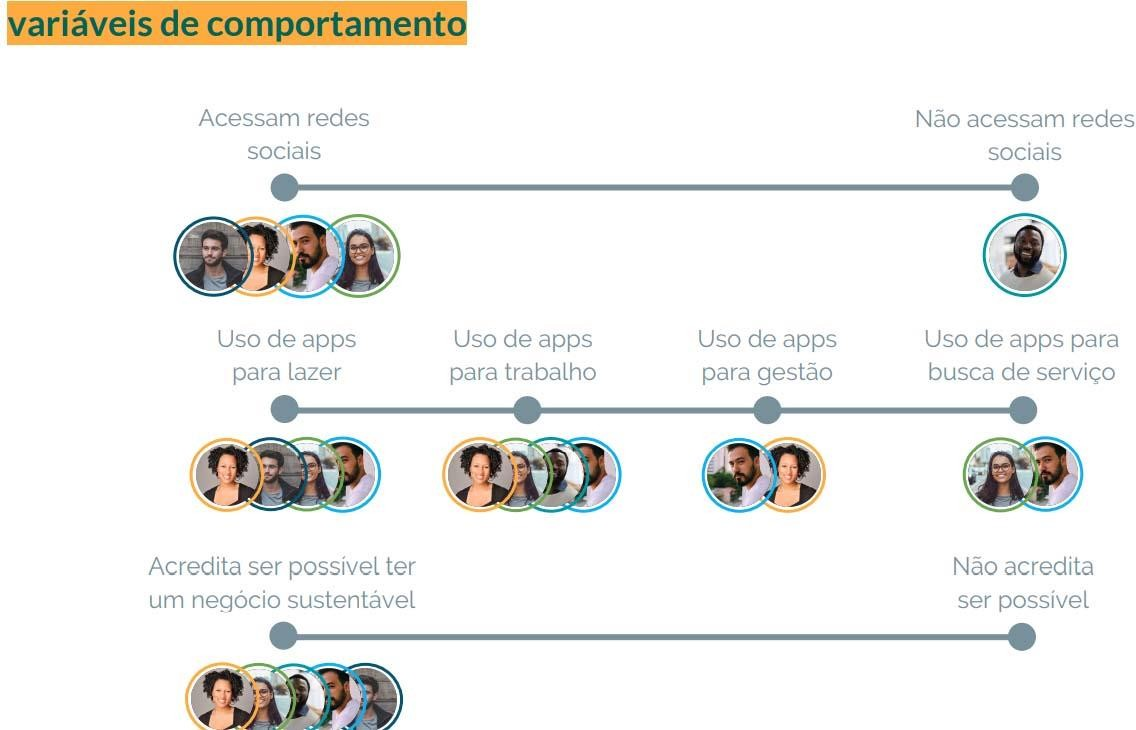 variáveis de comportamento
Acessam redes
sociais
Não acessam redes
sociais
Uso de apps
para lazer
Uso de apps
para trabalho
Uso de apps
para gestão
Uso de apps para
busca de serviço
Acredita ser possível ter
um negócio sustentável
Não acredita
ser possível